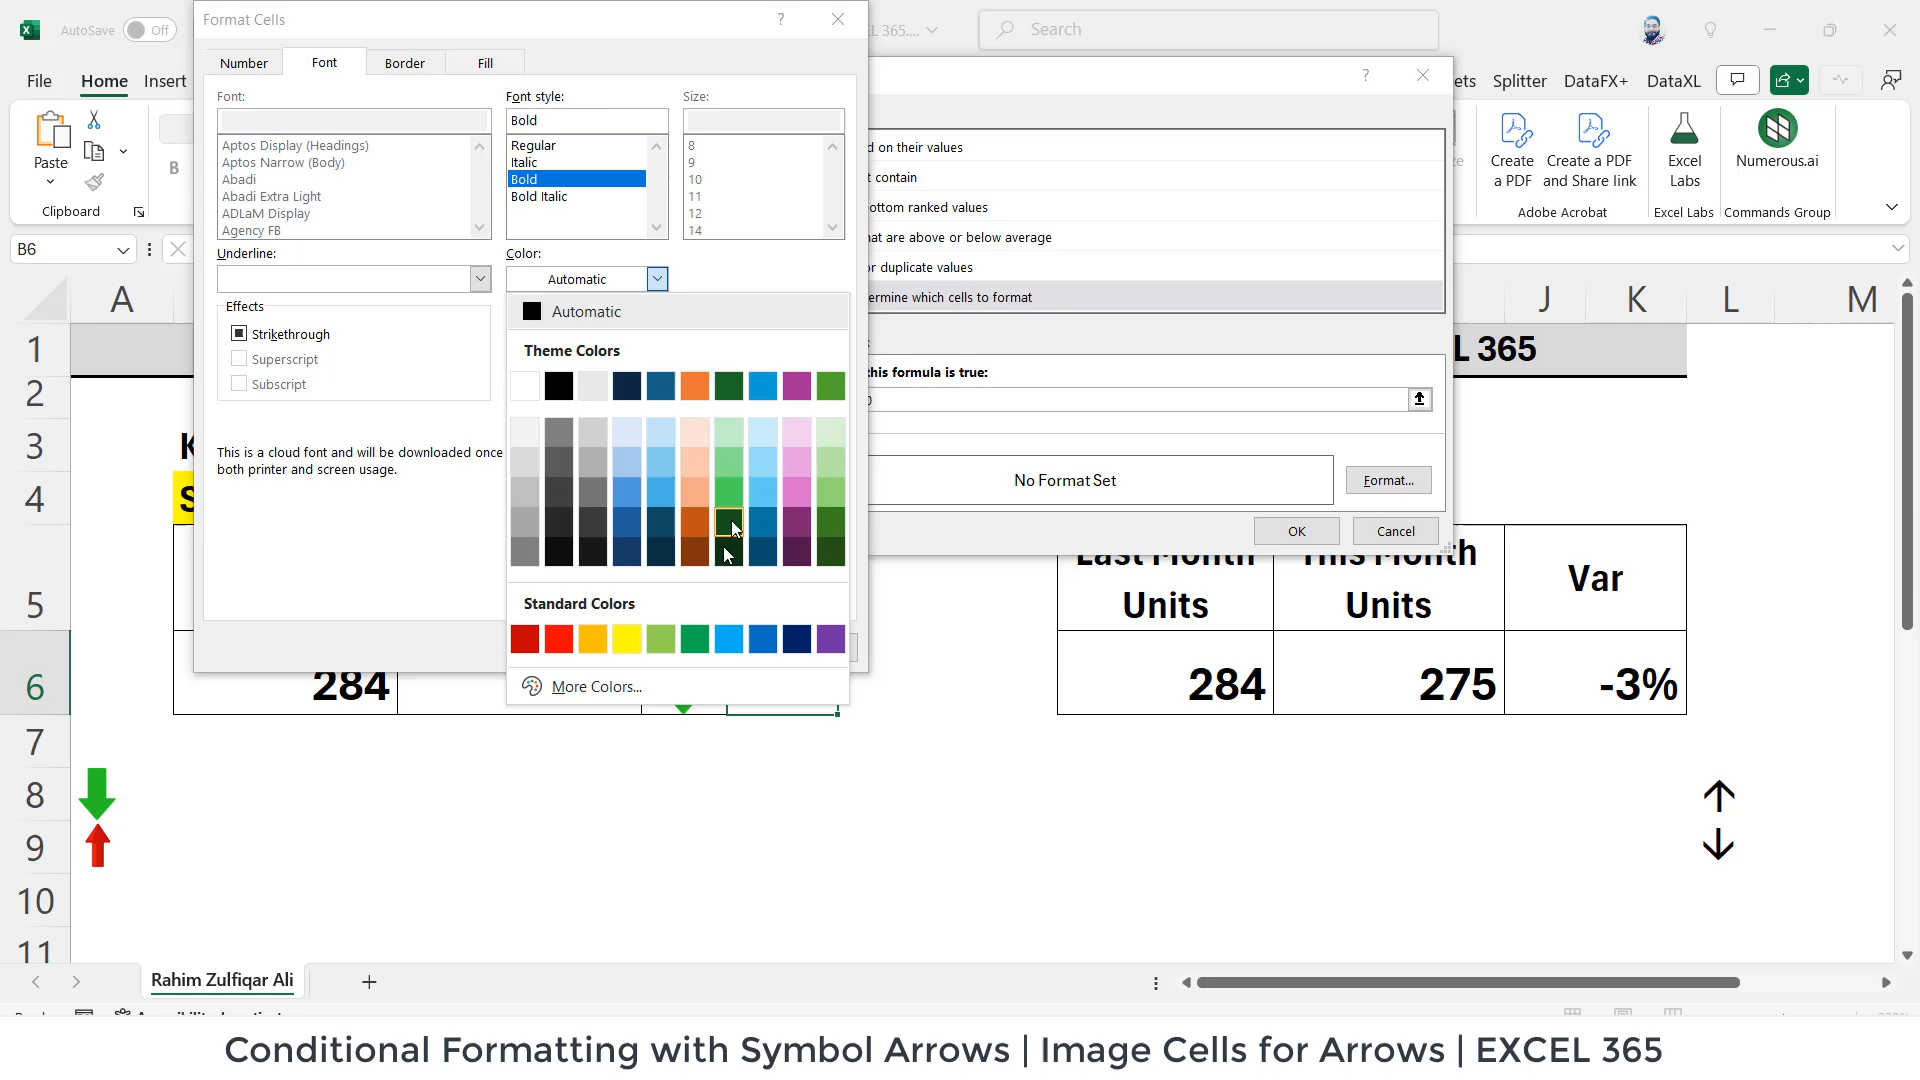 Format Cells
?
AutoSave
Off
EL 365....
Search
Number
Font
Border
Fill
File
Home
Insert
Splitter
DataFX+
DataXL
?
Font:
Font style:
Size:
Bold
Aptos Display (Headings)
Aptos Narrow (Body)
Abadi
Abadi Extra Light
ADLaM Display
Agency FB
Regular
Italic
Bold
Bold Italic
8
9
10
11
12
14
Paste
B
Clipboard
d on their values
t contain
ottom ranked values
hat are above or below average
or duplicate values
ermine which cells to format
Create
a PDF
Create a PDF
and Share link
Excel
Labs
Numerous.ai
Adobe Acrobat
Excel Labs
Commands Group
B6
Underline:
Color:
Automatic
Effects
Strikethrough
Superscript
Subscript
Automatic
Theme Colors
This is a cloud font and will be downloaded once
both printer and screen usage.
this formula is true:
No Format Set
Format...
OK
Cancel
Standard Colors
More Colors...
A
J
K
L
M
1
L 365
2
3
K
4
S
5
Last Month
Units
This Month
Units
Var
6
284
284
275
-3%
7
8
↑
9
↓
10
11
Rahim Zulfiqar Ali
Conditional Formatting with Symbol Arrows | Image Cells for Arrows | EXCEL 365